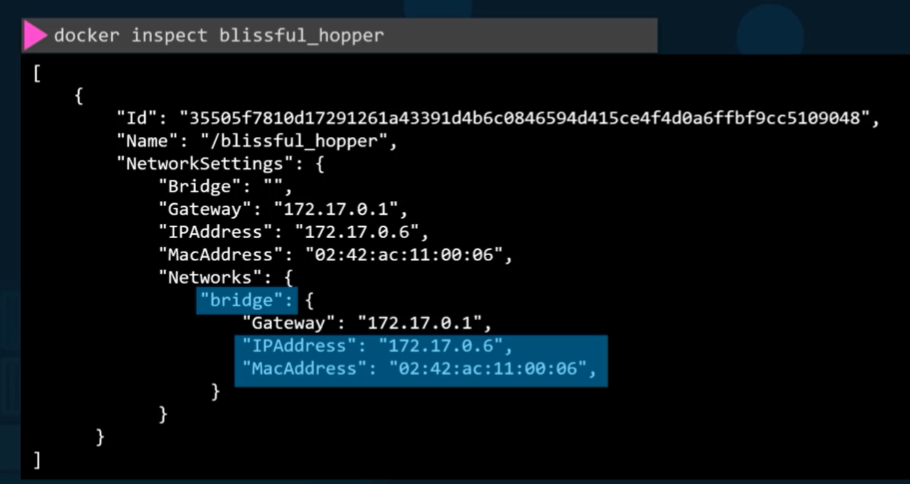 docker inspect blissful_hopper
[
{
"Id": "35505f7810d17291261a43391d4b6c0846594d415ce4f4d0a6ffbf9cc5109048",
"Name": "/blissful_hopper",
"NetworkSettings": {
"Bridge": "",
"Gateway": "172.17.0.1",
"IPAddress": "172.17.0.6",
"MacAddress": "02:42:ac:11:00:06",
"Networks": {
"bridge": {
"Gateway": "172.17.0.1",
"IPAddress": "172.17.0.6",
"MacAddress": "02:42:ac:11:00:06",
}
}
}
]